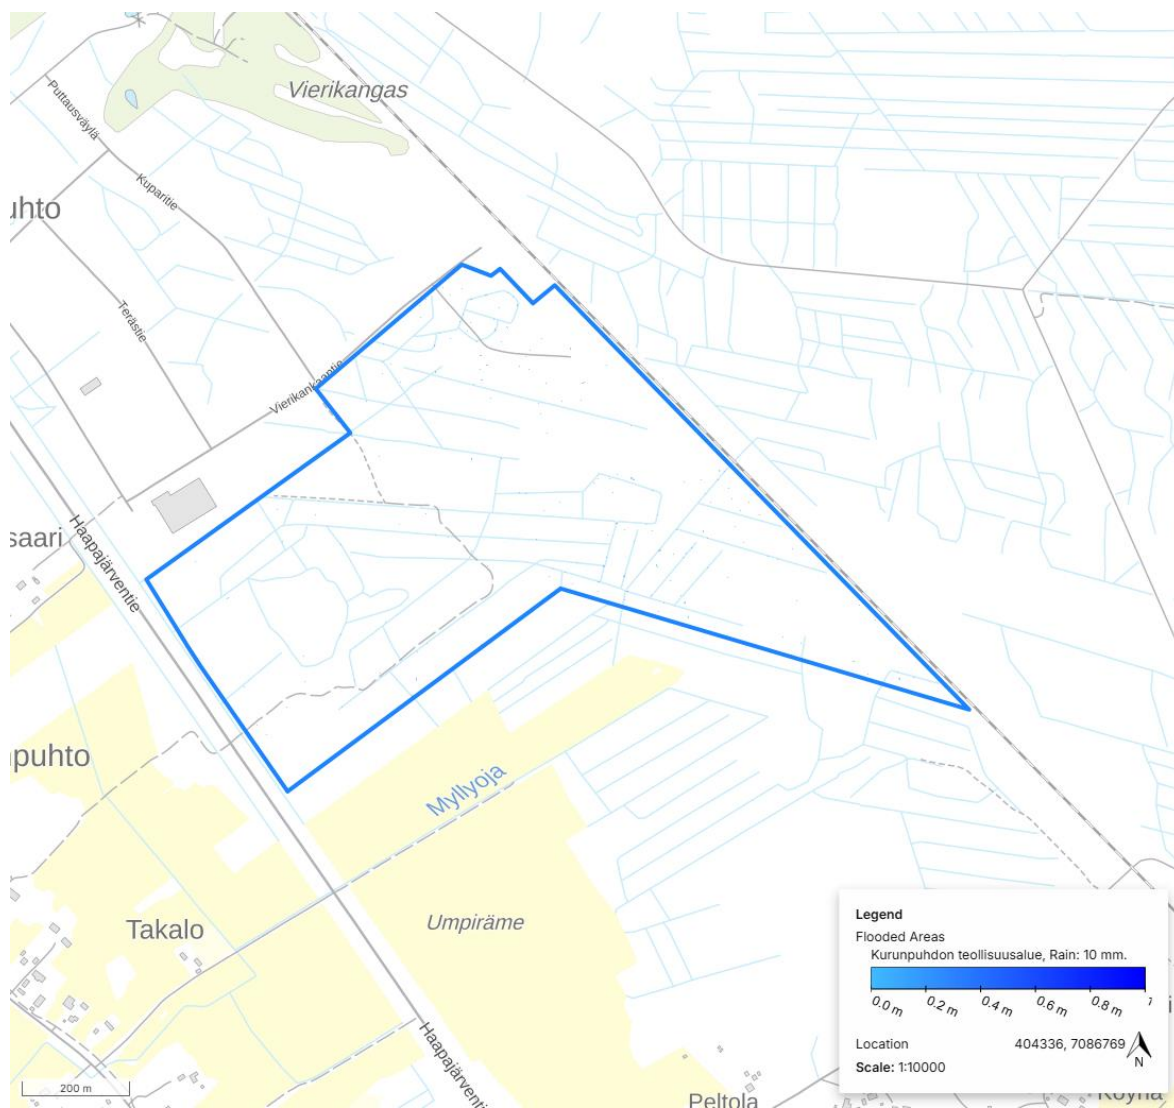 Vierikangas
Puttausväylä
Kuparitie
uhto
Terästie
Vierikankaantie
saari
Haapajärventie
puhto
Myllyoja
Takalo
Umpiräme
Haapajärventi
Peltola
Legend
Flooded Areas
Kurunpuhdon teollisuusalue, Rain: 10 mm.
0.0 m 0.2 m 0.4 m 0.6 m 0.8 m 1
Location 404336, 7086769
N
Scale: 1:10000
200 m